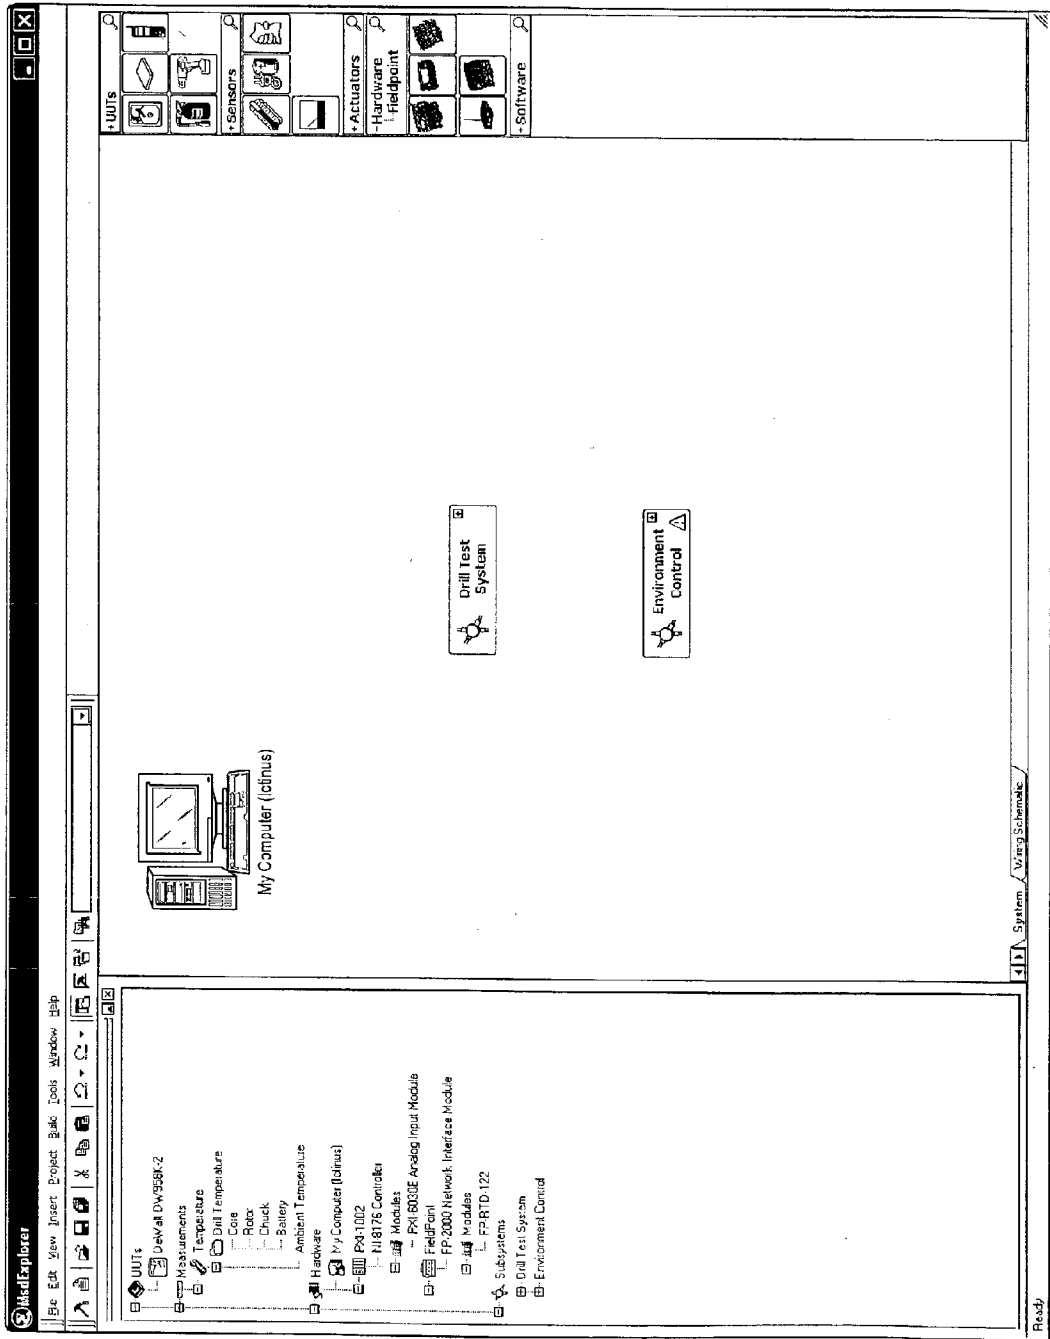 MsdExplorer
File Edit View Insert Project Build Tools Window Help
UUTs
DeWalt DW958K-2
Measurements
Temperature
Drill Temperature
Core
Rotor
Chuck
Battery
Ambient Temperature
Hardware
My Computer (Ictinus)
PXI-1002
NI-8176 Controller
Modules
PXI-6030E Analog Input Module
FieldPoint
FP-2000 Network Interface Module
Modules
FP-RTD-122
Subsystems
Drill Test System
Environment Control
My Computer (Ictinus)
Drill Test
System
Environment
Control
System
Wiring Schematic
+UUTs
+Sensors
+Actuators
-Hardware
Fieldpoint
+Software
Ready